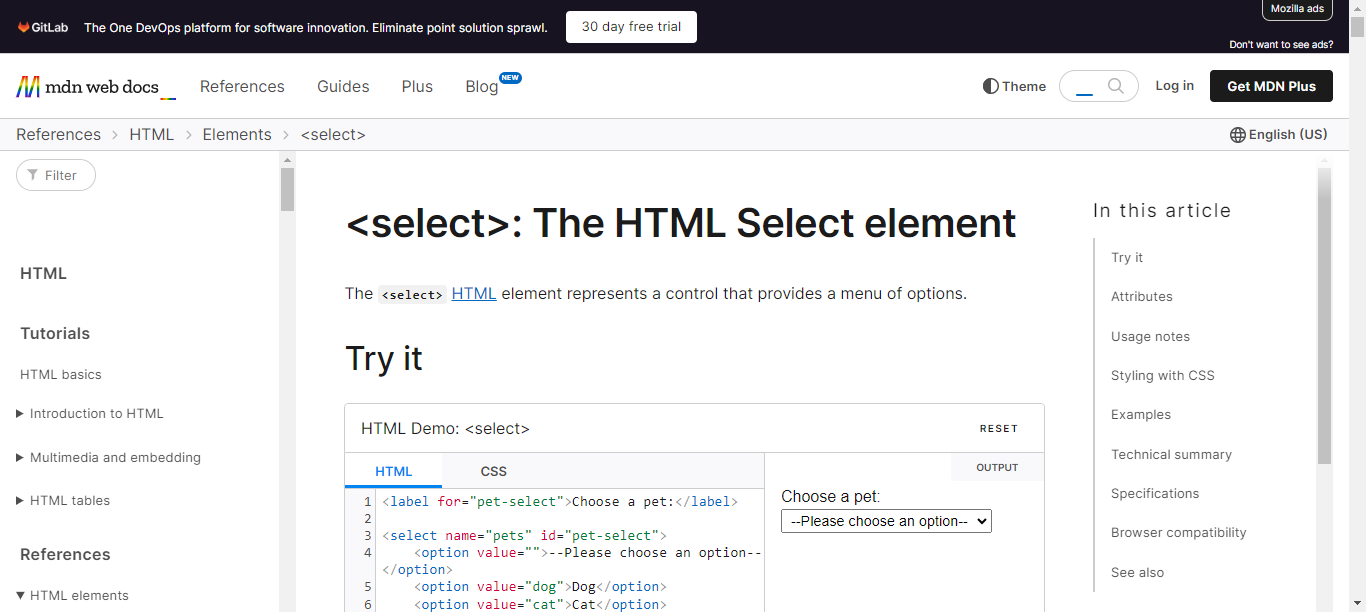 GitLab
The One DevOps platform for software innovation. Eliminate point solution sprawl.
30 day free trial
Mozilla ads
Don't want to see ads?
mdn web docs
References
Guides
Plus
Blog
NEW
Theme
Log in
Get MDN Plus
References > HTML > Elements > <select>
English (US)
Filter
HTML
Tutorials
HTML basics
Introduction to HTML
Multimedia and embedding
HTML tables
References
HTML elements
<select>: The HTML Select element
The <select> HTML element represents a control that provides a menu of options.
Try it
HTML Demo: <select>
RESET
HTML
CSS
1 <label for="pet-select">Choose a pet:</label>
2
3 <select name="pets" id="pet-select">
4 <option value="">--Please choose an option--
</option>
5 <option value="dog">Dog</option>
6 <option value="cat">Cat</option>
OUTPUT
Choose a pet:
--Please choose an option--
In this article
Try it
Attributes
Usage notes
Styling with CSS
Examples
Technical summary
Specifications
Browser compatibility
See also